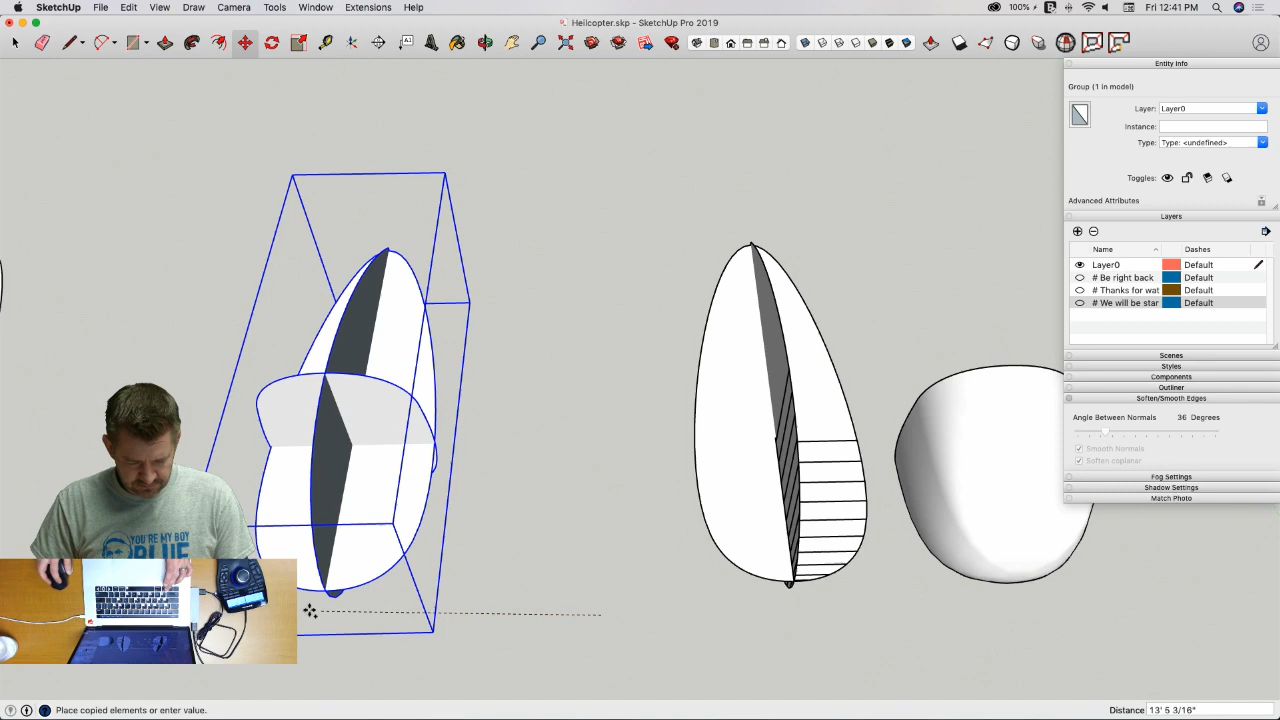 SketchUp File Edit View Draw Camera Tools Window Extensions Help 100% Fri 12:41 PM
Helicopter.skp - SketchUp Pro 2019
Entity Info
Group (1 in model)
Layer: Layer0
Instance:
Type: Type: <undefined>
Toggles:
Advanced Attributes
Layers
Name Dashes
Layer0 Default
# Be right back Default
# Thanks for wat Default
# We will be star Default
Scenes
Styles
Components
Outliner
Soften/Smooth Edges
Angle Between Normals 36 Degrees
Smooth Normals
Soften coplanar
Fog Settings
Shadow Settings
Match Photo
YOU'RE MY BOY
BLUE
Place copied elements or enter value. Distance 13' 5 3/16"